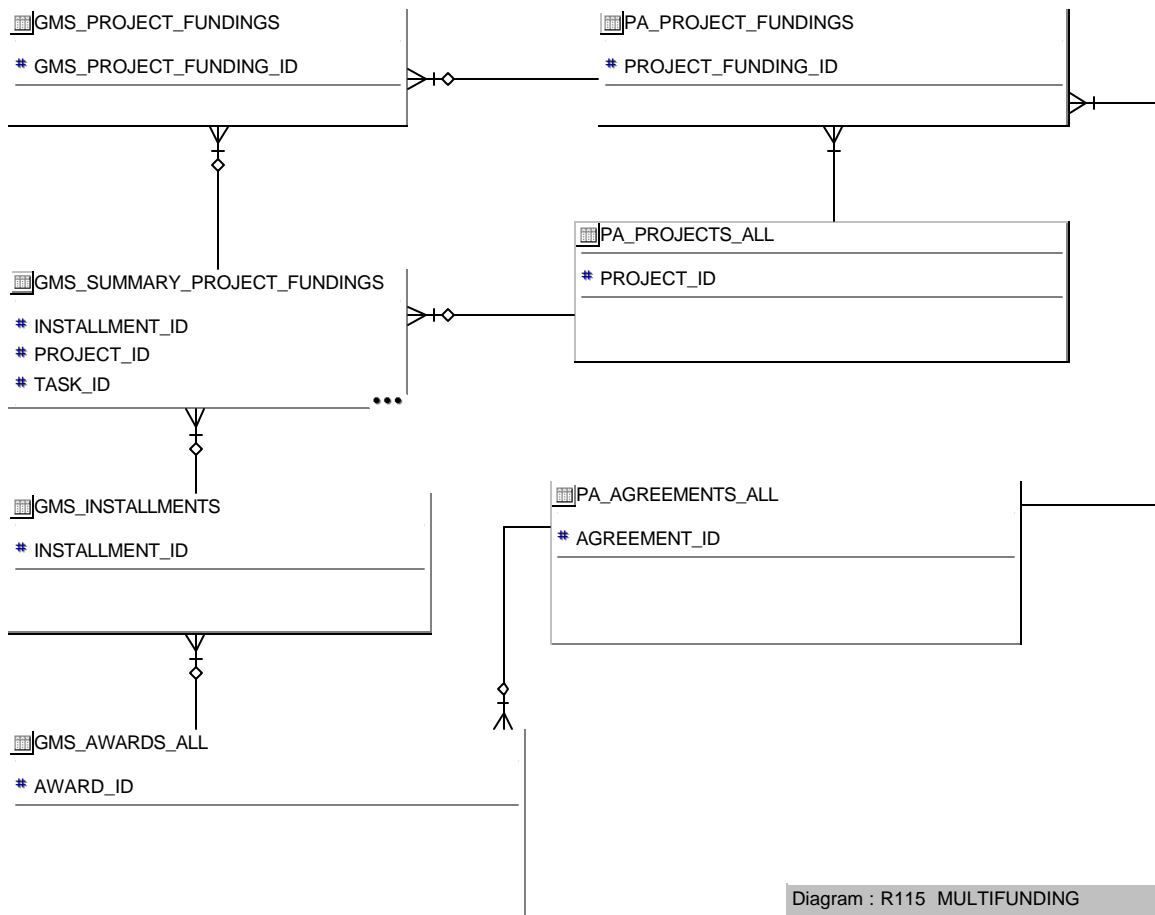 GMS_PROJECT_FUNDINGS
# GMS_PROJECT_FUNDING_ID
PA_PROJECT_FUNDINGS
# PROJECT_FUNDING_ID
PA_PROJECTS_ALL
# PROJECT_ID
GMS_SUMMARY_PROJECT_FUNDINGS
# INSTALLMENT_ID
# PROJECT_ID
# TASK_ID
...
GMS_INSTALLMENTS
# INSTALLMENT_ID
PA_AGREEMENTS_ALL
# AGREEMENT_ID
GMS_AWARDS_ALL
# AWARD_ID
Diagram : R115 MULTIFUNDING